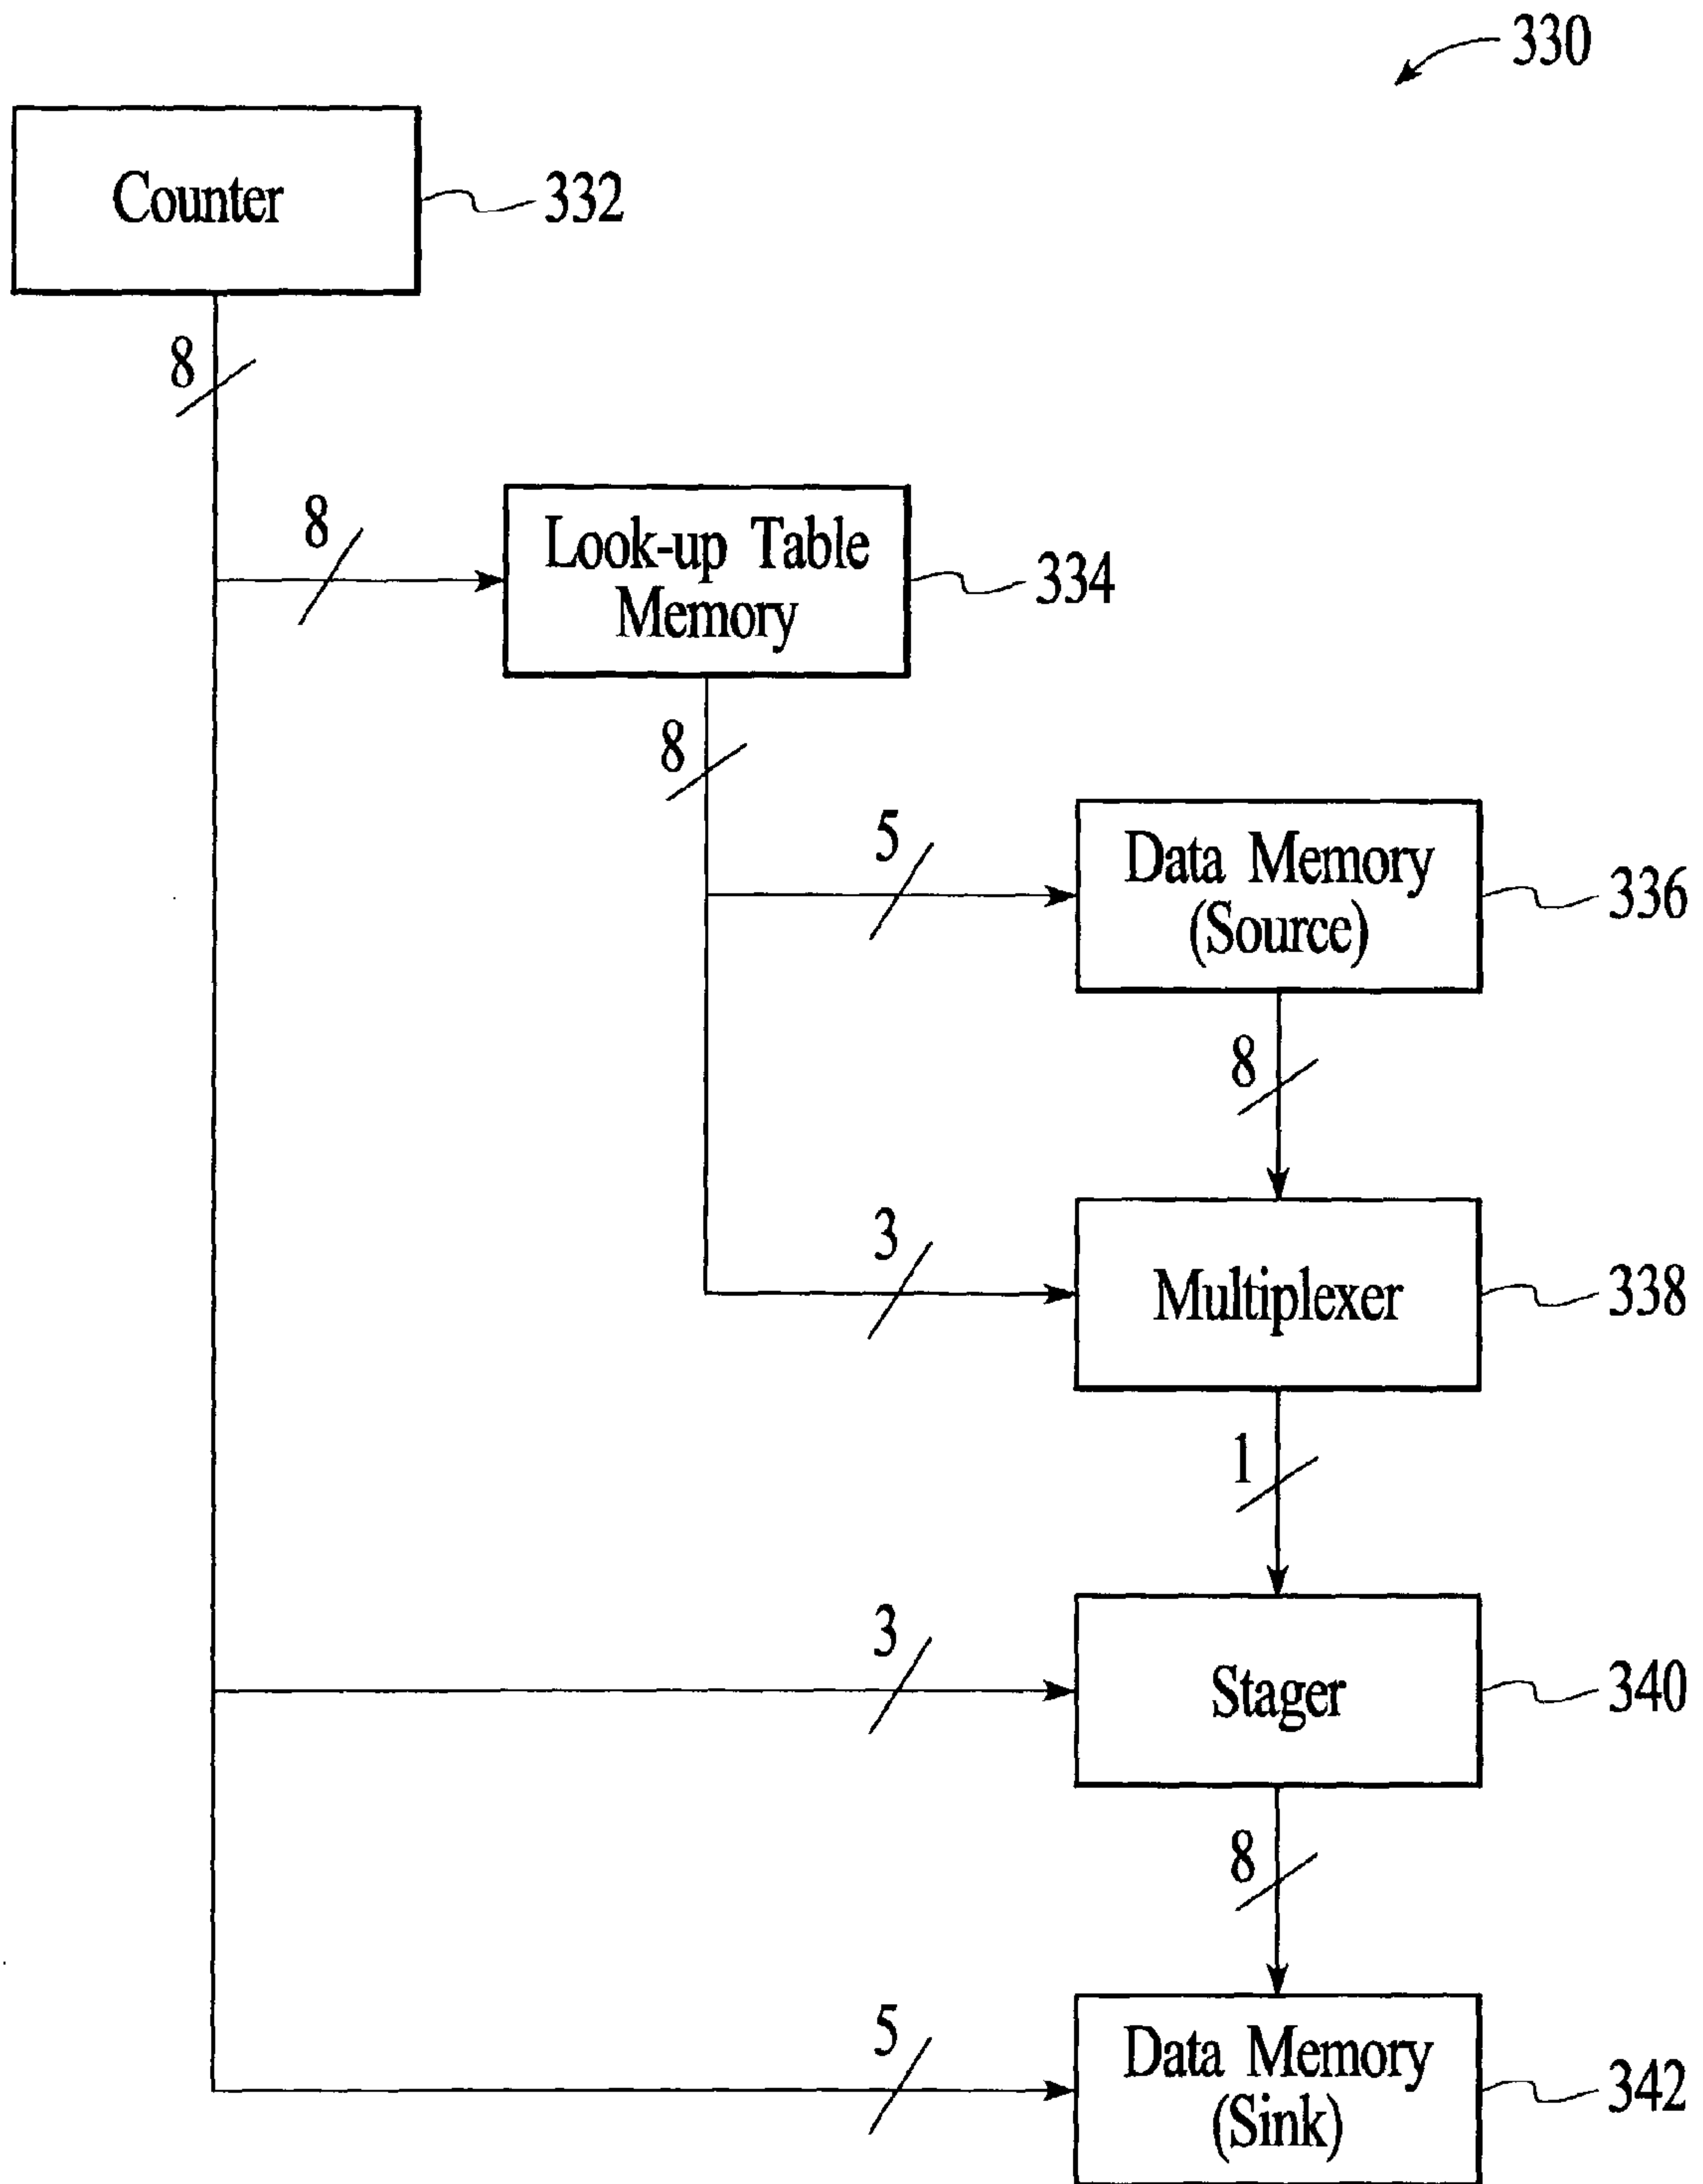 330
Counter
332
8
8
Look-up Table
Memory
334
8
5
Data Memory
(Source)
336
8
3
Multiplexer
338
1
3
Stager
340
8
5
Data Memory
(Sink)
342